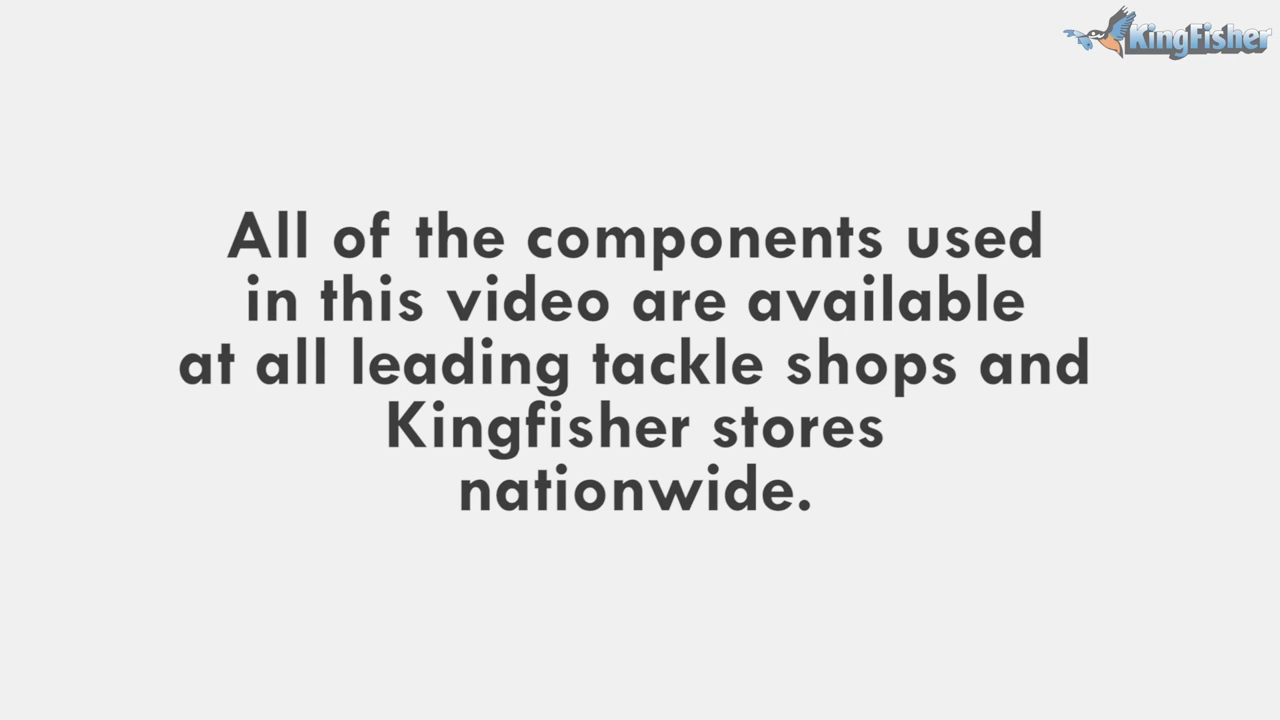 KingFisher
All of the components used
in this video are available
at all leading tackle shops and
Kingfisher stores
nationwide.